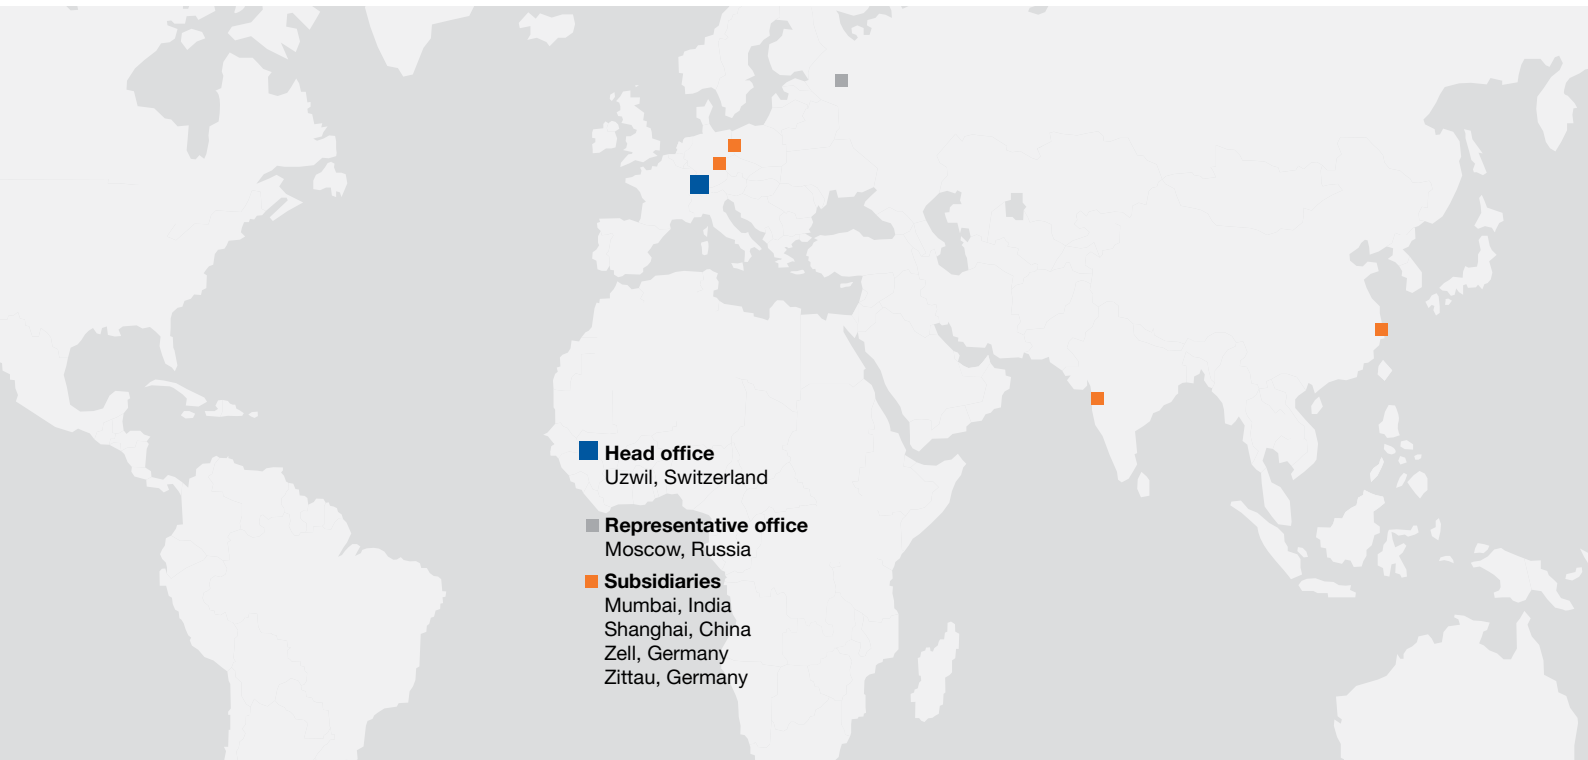 Head office
Uzwil, Switzerland
Representative office
Moscow, Russia
Subsidiaries
Mumbai, India
Shanghai, China
Zell, Germany
Zittau, Germany